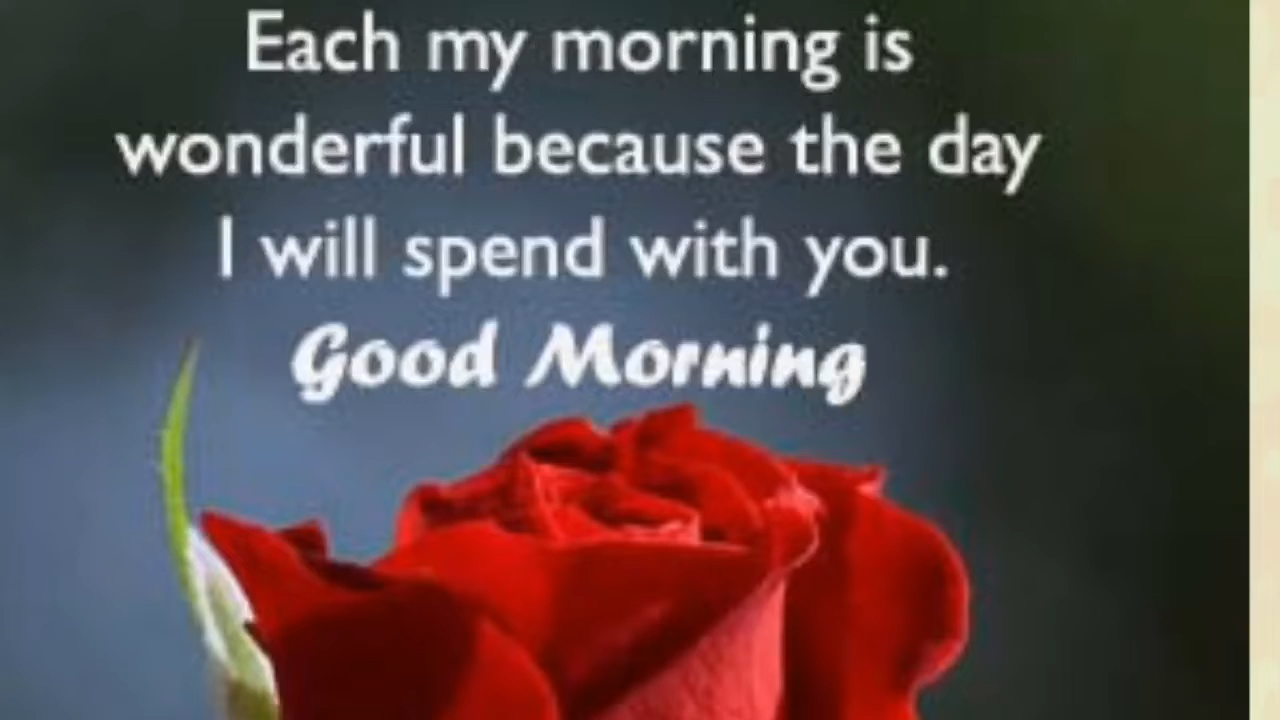 Each my morning is
wonderful because the day
I will spend with you.
Good Morning